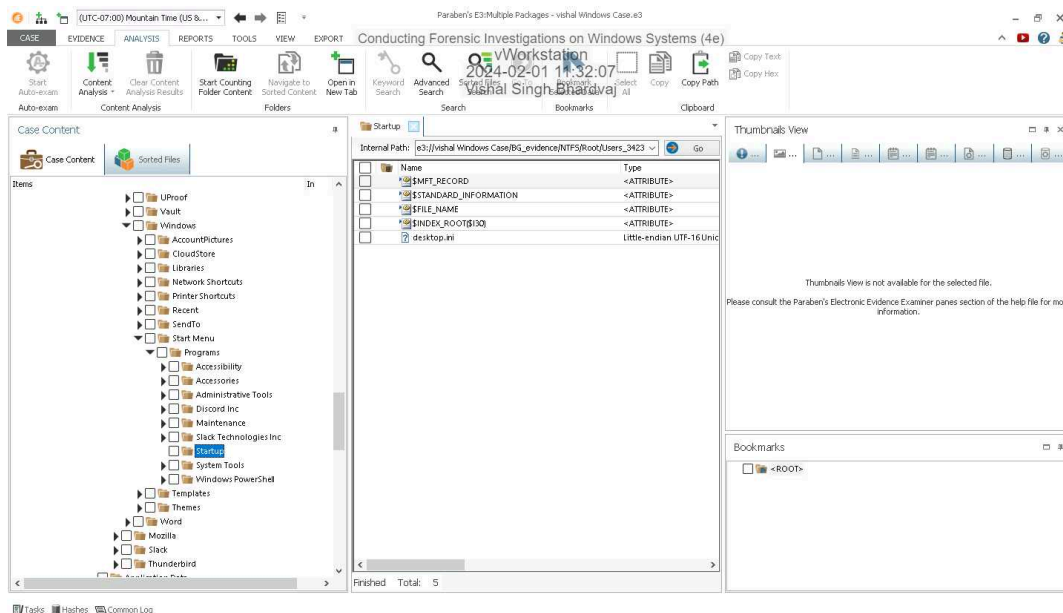 (UTC-07:00) Mountain Time (US &...
Paraben's E3:Multiple Packages - vishal Windows Case.e3
CASE EVIDENCE ANALYSIS REPORTS TOOLS VIEW EXPORT
Conducting Forensic Investigations on Windows Systems (4e)
vWorkstation
2024-02-01 11:32:07
Vishal Singh Bhardwaj
Start Auto-exam
Content Analysis
Clear Content Analysis Results
Start Counting Folder Content
Navigate to Sorted Content
Open in New Tab
Keyword Search
Advanced Search
Sorted Files Search
Select All
Copy
Copy Path
Copy Text
Copy Hex
Auto-exam Content Analysis Folders Search Bookmarks Clipboard
Case Content
Case Content Sorted Files
Items In
UProof
Vault
Windows
AccountPictures
CloudStore
Libraries
Network Shortcuts
Printer Shortcuts
Recent
SendTo
Start Menu
Programs
Accessibility
Accessories
Administrative Tools
Discord Inc
Maintenance
Slack Technologies Inc
Startup
System Tools
Windows PowerShell
Templates
Themes
Word
Mozilla
Slack
Thunderbird
Startup
Internal Path: e3://vishal Windows Case/BG_evidence/NTFS/Root/Users_3423 Go
Name Type
$MFT_RECORD <ATTRIBUTE>
$STANDARD_INFORMATION <ATTRIBUTE>
$FILE_NAME <ATTRIBUTE>
$INDEX_ROOT($I30) <ATTRIBUTE>
desktop.ini Little-endian UTF-16 Unic
Finished Total: 5
Thumbnails View
Thumbnails View is not available for the selected file.
Please consult the Paraben's Electronic Evidence Examiner panes section of the help file for mo
information.
Bookmarks
<ROOT>
Tasks Hashes Common Log